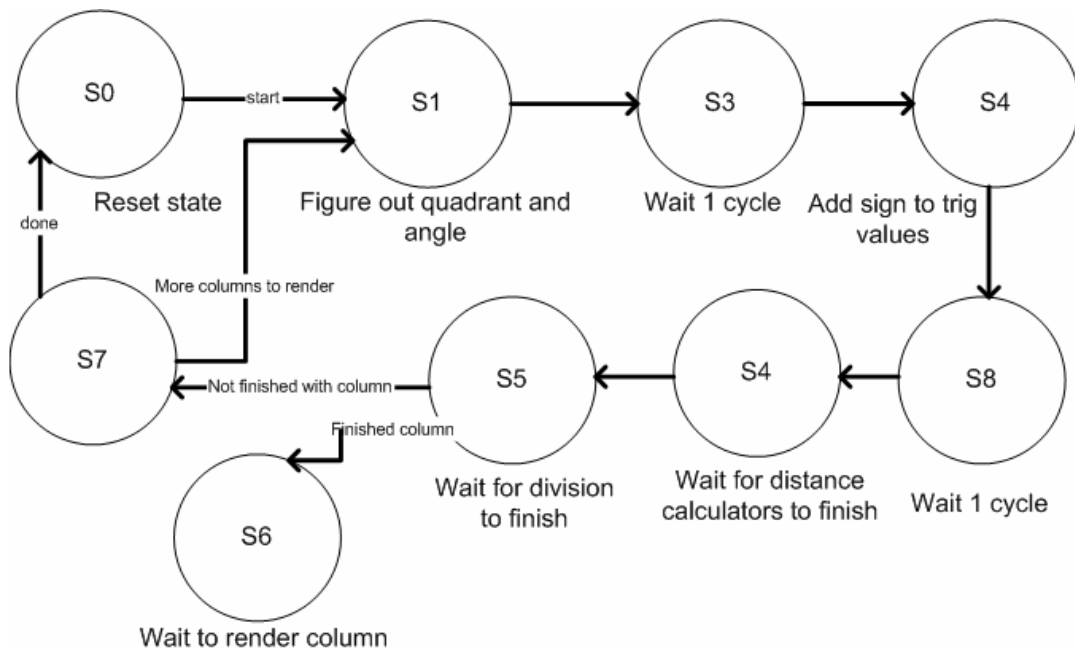 S0
start
S1
S3
S4
Reset state
Figure out quadrant and
angle
Wait 1 cycle
Add sign to trig
values
done
More columns to render
S7
Not finished with column
S5
S4
S8
Finished column
Wait for division
to finish
Wait for distance
calculators to finish
Wait 1 cycle
S6
Wait to render column